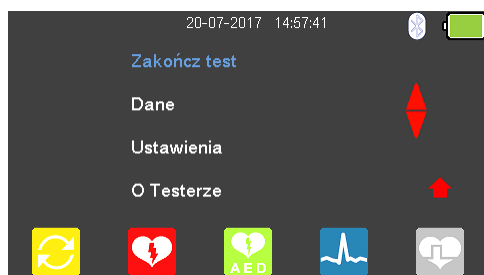 20-07-2017 14:57:41
Zakończ test
Dane
Ustawienia
O Testerze
AED